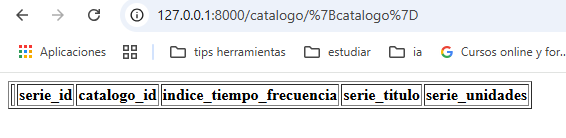 127.0.0.1:8000/catalogo/%7Bcatalogo%7D
Aplicaciones tips herramientas estudiar ia Cursos online y for...
serie_id catalogo_id indice_tiempo_frecuencia serie_titulo serie_unidades